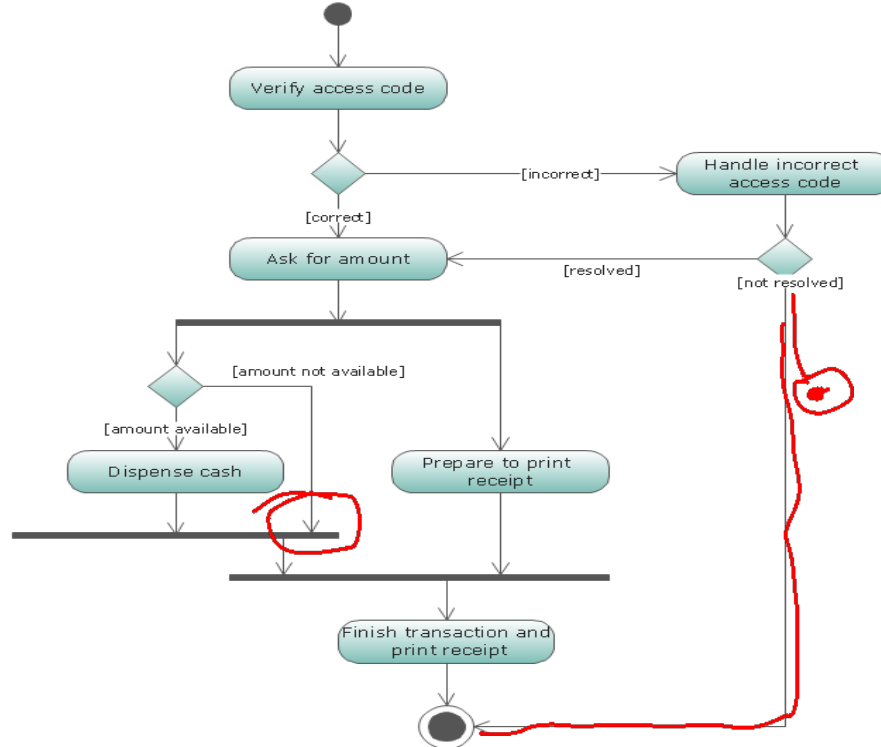 Verify access code
[incorrect]
Handle incorrect
access code
[correct]
Ask for amount
[resolved]
[not resolved]
[amount not available]
[amount available]
Dispense cash
Prepare to print
receipt
Finish transaction and
print receipt